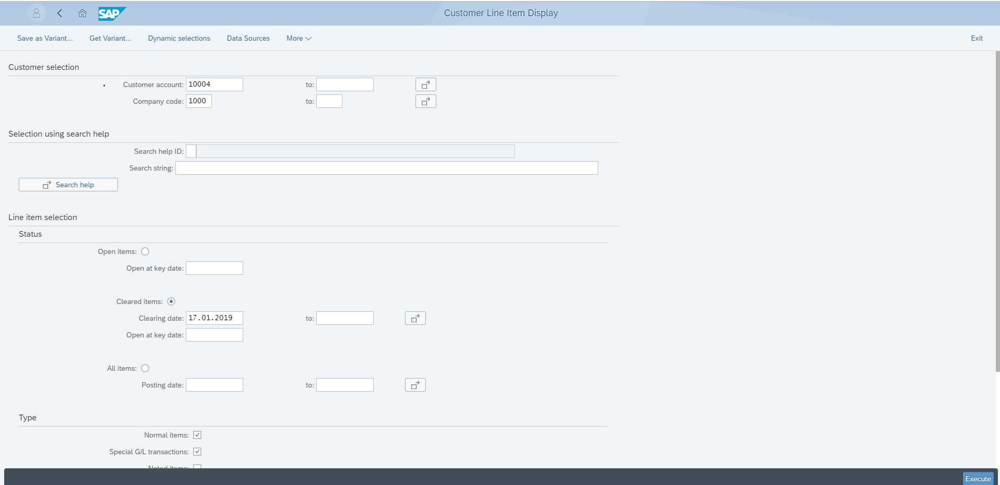 SAP Customer Line Item Display
Save as Variant... Get Variant... Dynamic selections Data Sources More Exit
Customer selection
Customer account: 10004 to:
Company code: 1000 to:
Selection using search help
Search help ID:
Search string:
Search help
Line item selection
Status
Open items:
Open at key date:
Cleared items:
Clearing date: 17.01.2019 to:
Open at key date:
All items:
Posting date: to:
Type
Normal items:
Special G/L transactions:
Noted items:
Execute